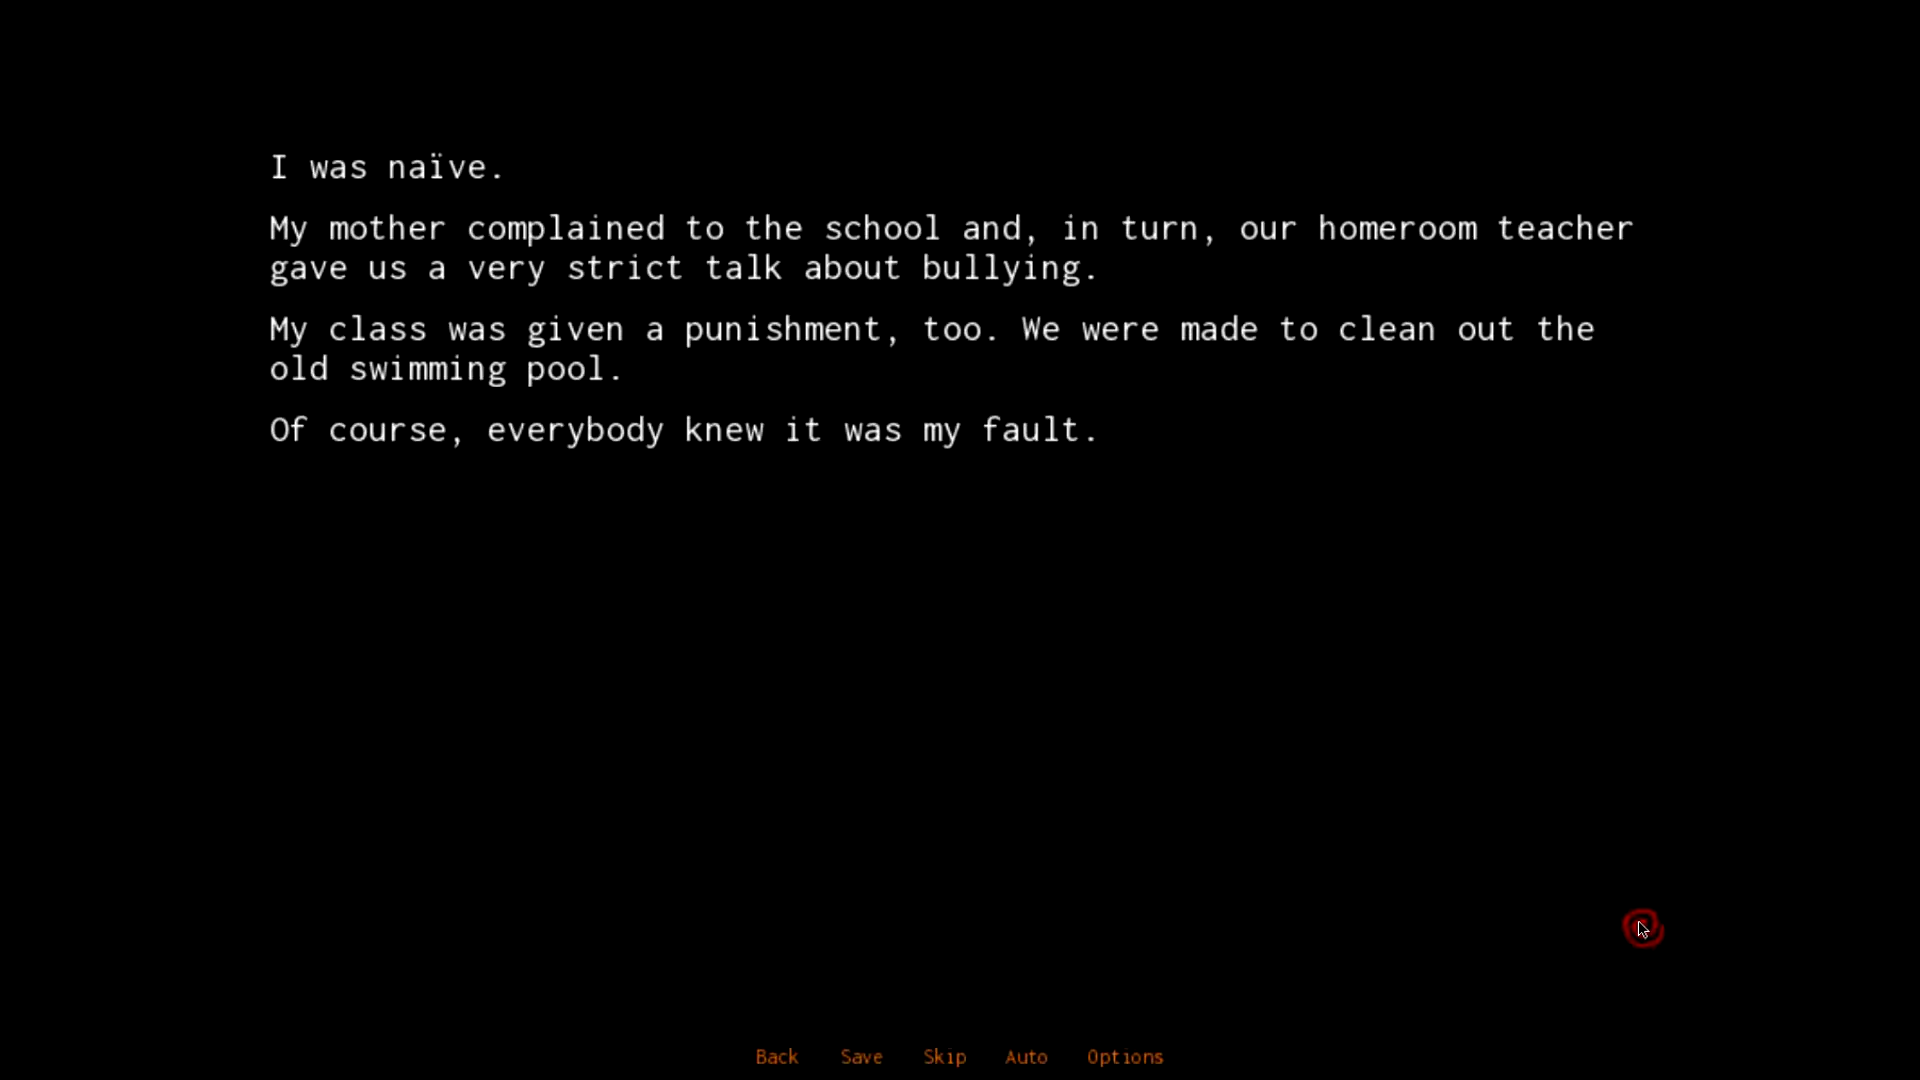 I was naïve.
My mother complained to the school and, in turn, our homeroom teacher
gave us a very strict talk about bullying.
My class was given a punishment, too. We were made to clean out the
old swimming pool.
Of course, everybody knew it was my fault.
Back Save Skip Auto Options